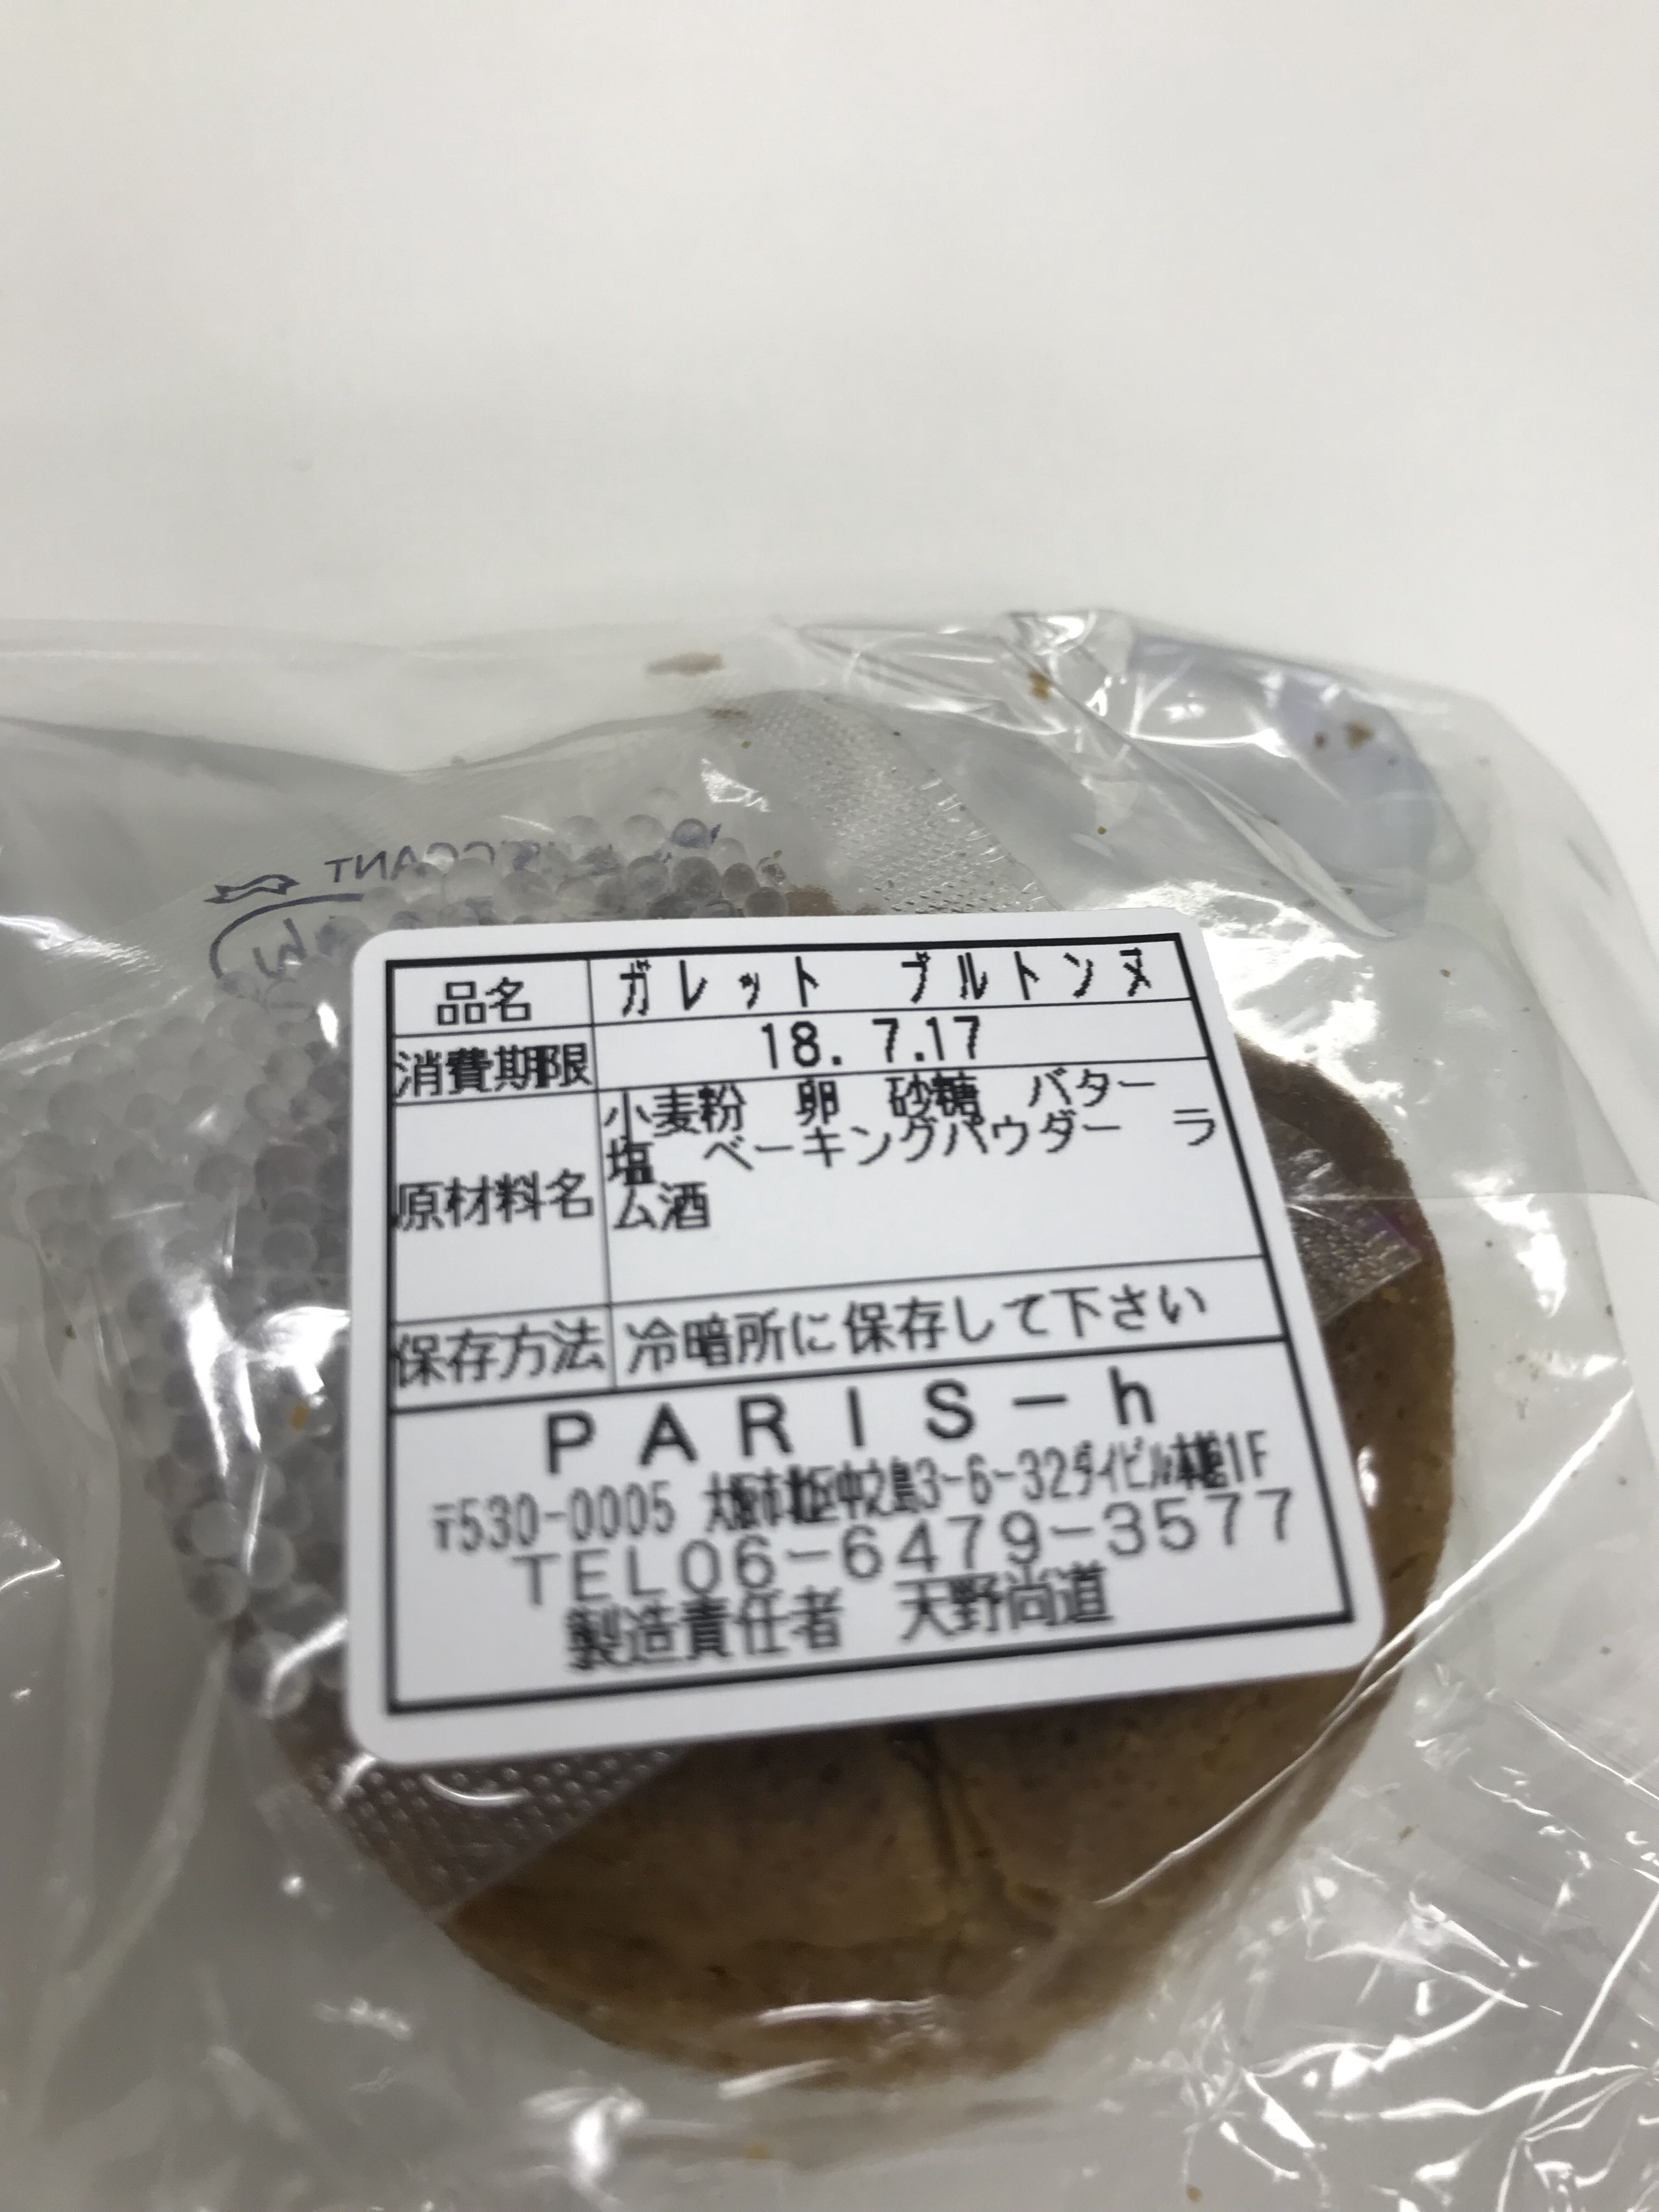 品名 ガレット ブルトンヌ
消費期限 18. 7.17
原材料名 小麦粉 卵 砂糖 バター
塩 ベーキングパウダー ラ
ム酒
保存方法 冷暗所に保存して下さい
PARIS-h
〒530-0005 大阪市北区中之島3-6-32ダイビル本館1F
TEL06-6479-3577
製造責任者 天野尚道